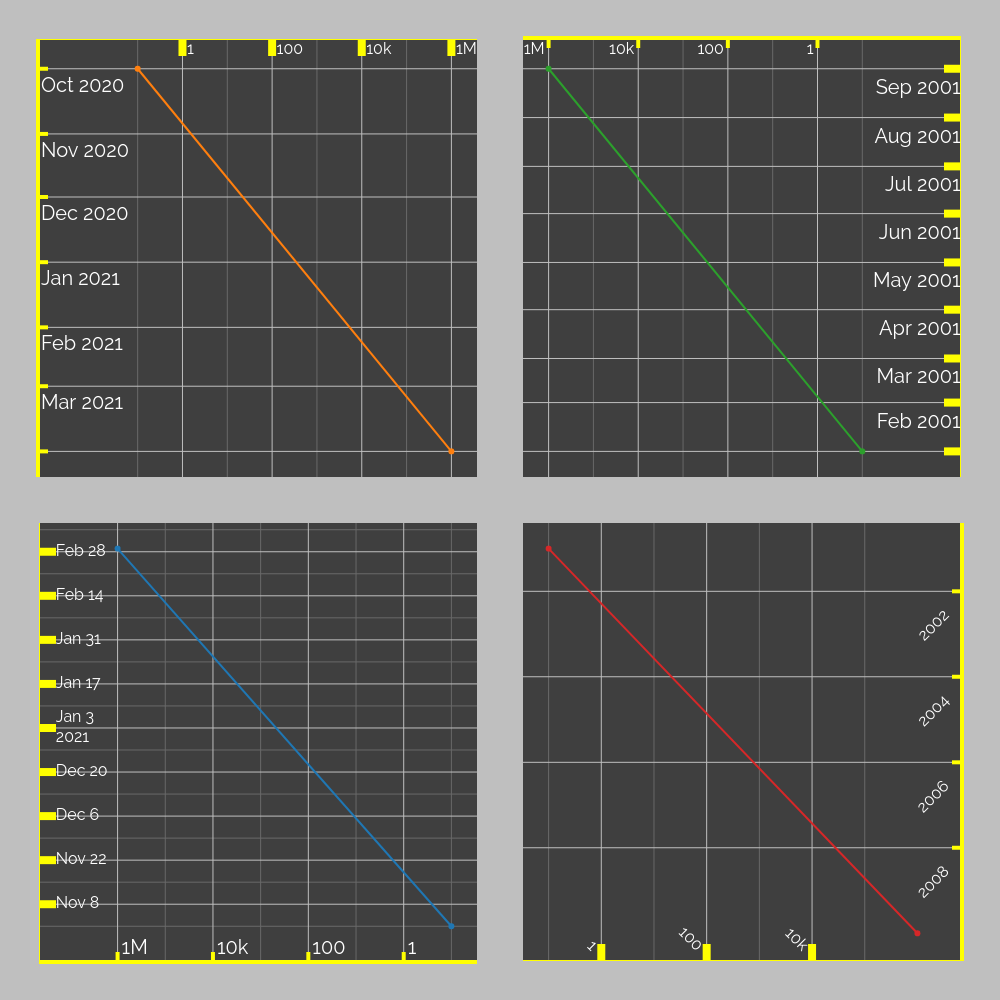 1 100 10k 1M
Oct 2020
Nov 2020
Dec 2020
Jan 2021
Feb 2021
Mar 2021
1M 10k 100 1
Sep 2001
Aug 2001
Jul 2001
Jun 2001
May 2001
Apr 2001
Mar 2001
Feb 2001
Feb 28
Feb 14
Jan 31
Jan 17
Jan 3
2021
Dec 20
Dec 6
Nov 22
Nov 8
1M 10k 100 1
2002
2004
2006
2008
1 100 10k